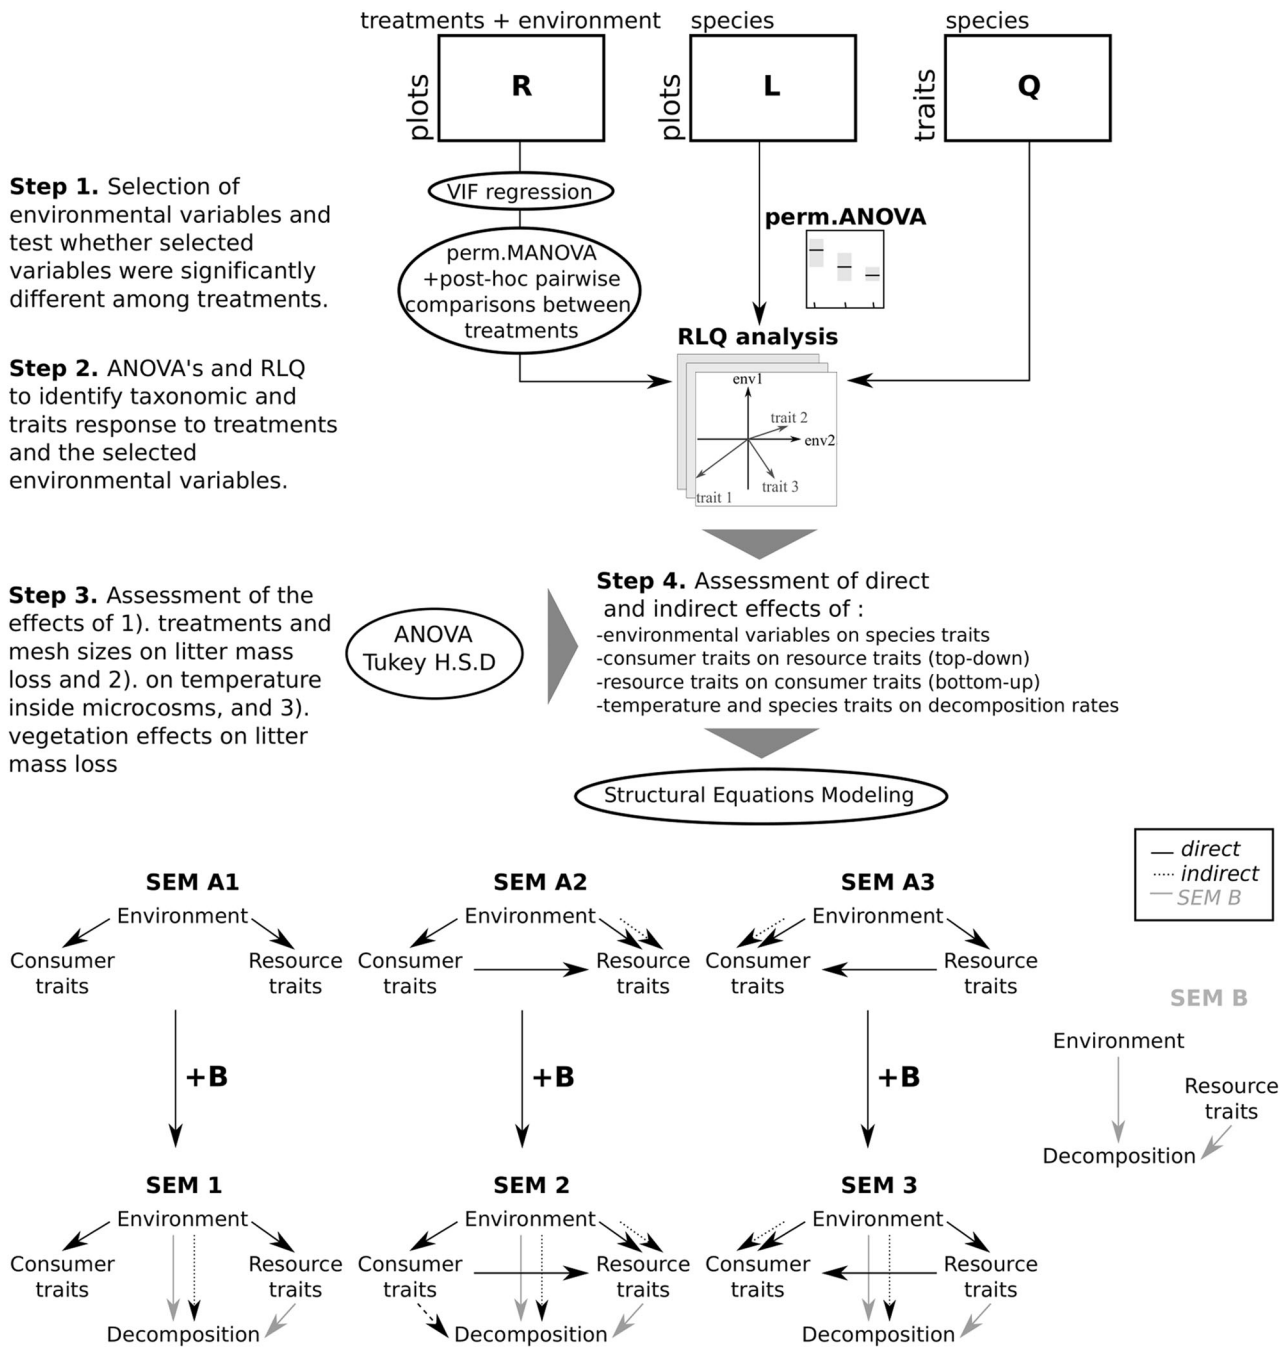 treatments + environment
species
species
plots
R
plots
L
traits
Q
Step 1. Selection of
environmental variables and
test whether selected
variables were significantly
different among treatments.
VIF regression
perm.MANOVA
+post-hoc pairwise
comparisons between
treatments
perm.ANOVA
Step 2. ANOVA's and RLQ
to identify taxonomic and
traits response to treatments
and the selected
environmental variables.
RLQ analysis
env1
trait 2
env2
trait 3
trait 1
Step 3. Assessment of the
effects of 1). treatments and
mesh sizes on litter mass
loss and 2). on temperature
inside microcosms, and 3).
vegetation effects on litter
mass loss
ANOVA
Tukey H.S.D
Step 4. Assessment of direct
and indirect effects of :
-environmental variables on species traits
-consumer traits on resource traits (top-down)
-resource traits on consumer traits (bottom-up)
-temperature and species traits on decomposition rates
Structural Equations Modeling
direct
indirect
SEM B
SEM A1
Environment
Consumer
traits
Resource
traits
SEM A2
Environment
Consumer
traits
Resource
traits
SEM A3
Environment
Consumer
traits
Resource
traits
+B
+B
+B
SEM B
Environment
Resource
traits
Decomposition
SEM 1
Environment
Consumer
traits
Resource
traits
Decomposition
SEM 2
Environment
Consumer
traits
Resource
traits
Decomposition
SEM 3
Environment
Consumer
traits
Resource
traits
Decomposition